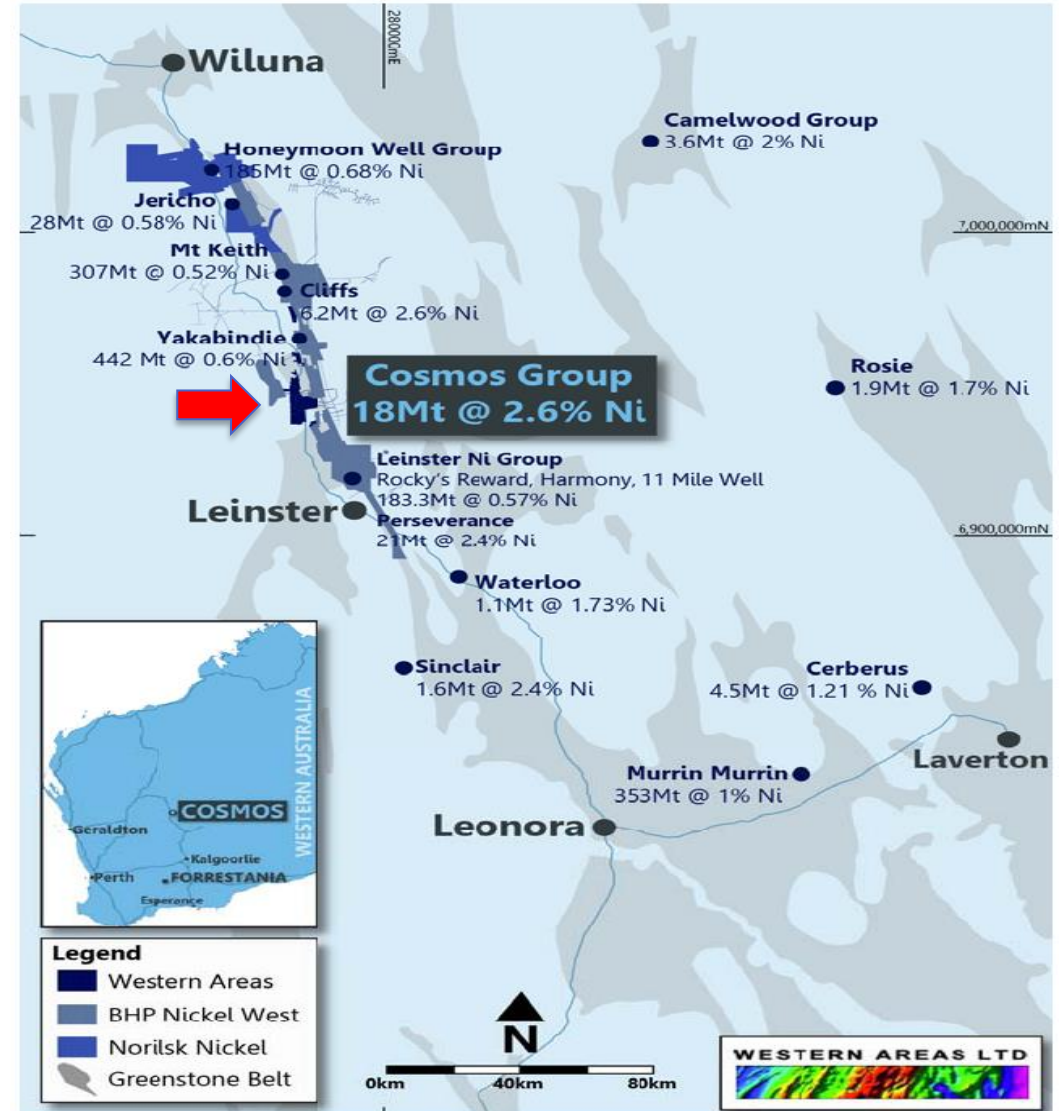 Wiluna
280000mE
Camelwood Group
3.6Mt @ 2% Ni
Honeymoon Well Group
185Mt @ 0.68% Ni
Jericho
28Mt @ 0.58% Ni
7,000,000mN
Mt Keith
307Mt @ 0.52% Ni
Cliffs
6.2Mt @ 2.6% Ni
Yakabindie
442 Mt @ 0.6% Ni
Rosie
1.9Mt @ 1.7% Ni
Cosmos Group
18Mt @ 2.6% Ni
Leinster Ni Group
Rocky's Reward, Harmony, 11 Mile Well
183.3Mt @ 0.57% Ni
Leinster
Perseverance
21Mt @ 2.4% Ni
6,900,000mN
Waterloo
1.1Mt @ 1.73% Ni
Sinclair
1.6Mt @ 2.4% Ni
Cerberus
4.5Mt @ 1.21 % Ni
Laverton
Murrin Murrin
353Mt @ 1% Ni
Leonora
WESTERN AUSTRALIA
COSMOS
Geraldton
Kalgoorlie
Perth
FORRESTANIA
Esperance
Legend
Western Areas
BHP Nickel West
Norilsk Nickel
Greenstone Belt
N
0km 40km 80km
WESTERN AREAS LTD